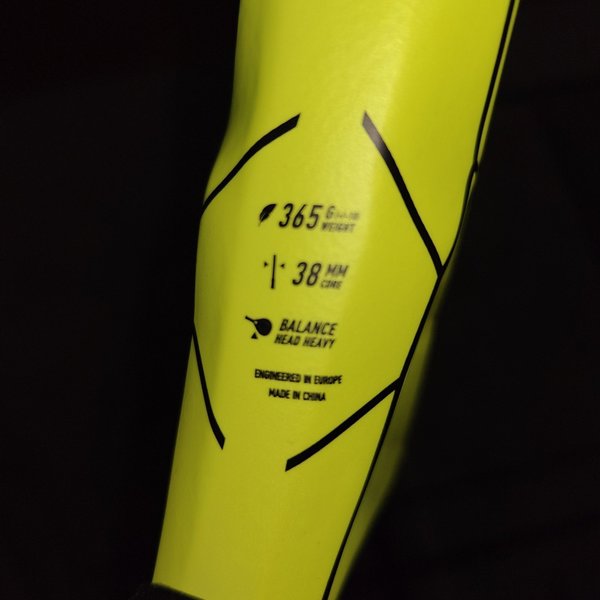 365 G
WEIGHT
38 MM
CORE
BALANCE
HEAD HEAVY
ENGINEERED IN EUROPE
MADE IN CHINA